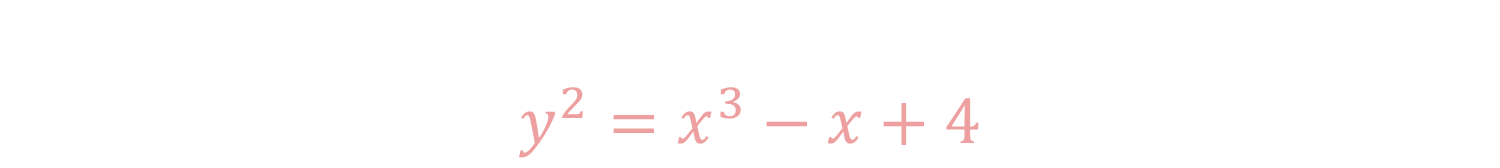 y² = x³ − x + 4